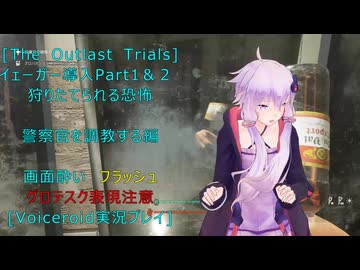 [The Outlast Trials]
イェーガー導入Part1＆２
狩りたてられる恐怖
警察官を調教する編
画面酔い フラッシュ
グロテスク表現注意。
[Voiceroid実況プレイ]